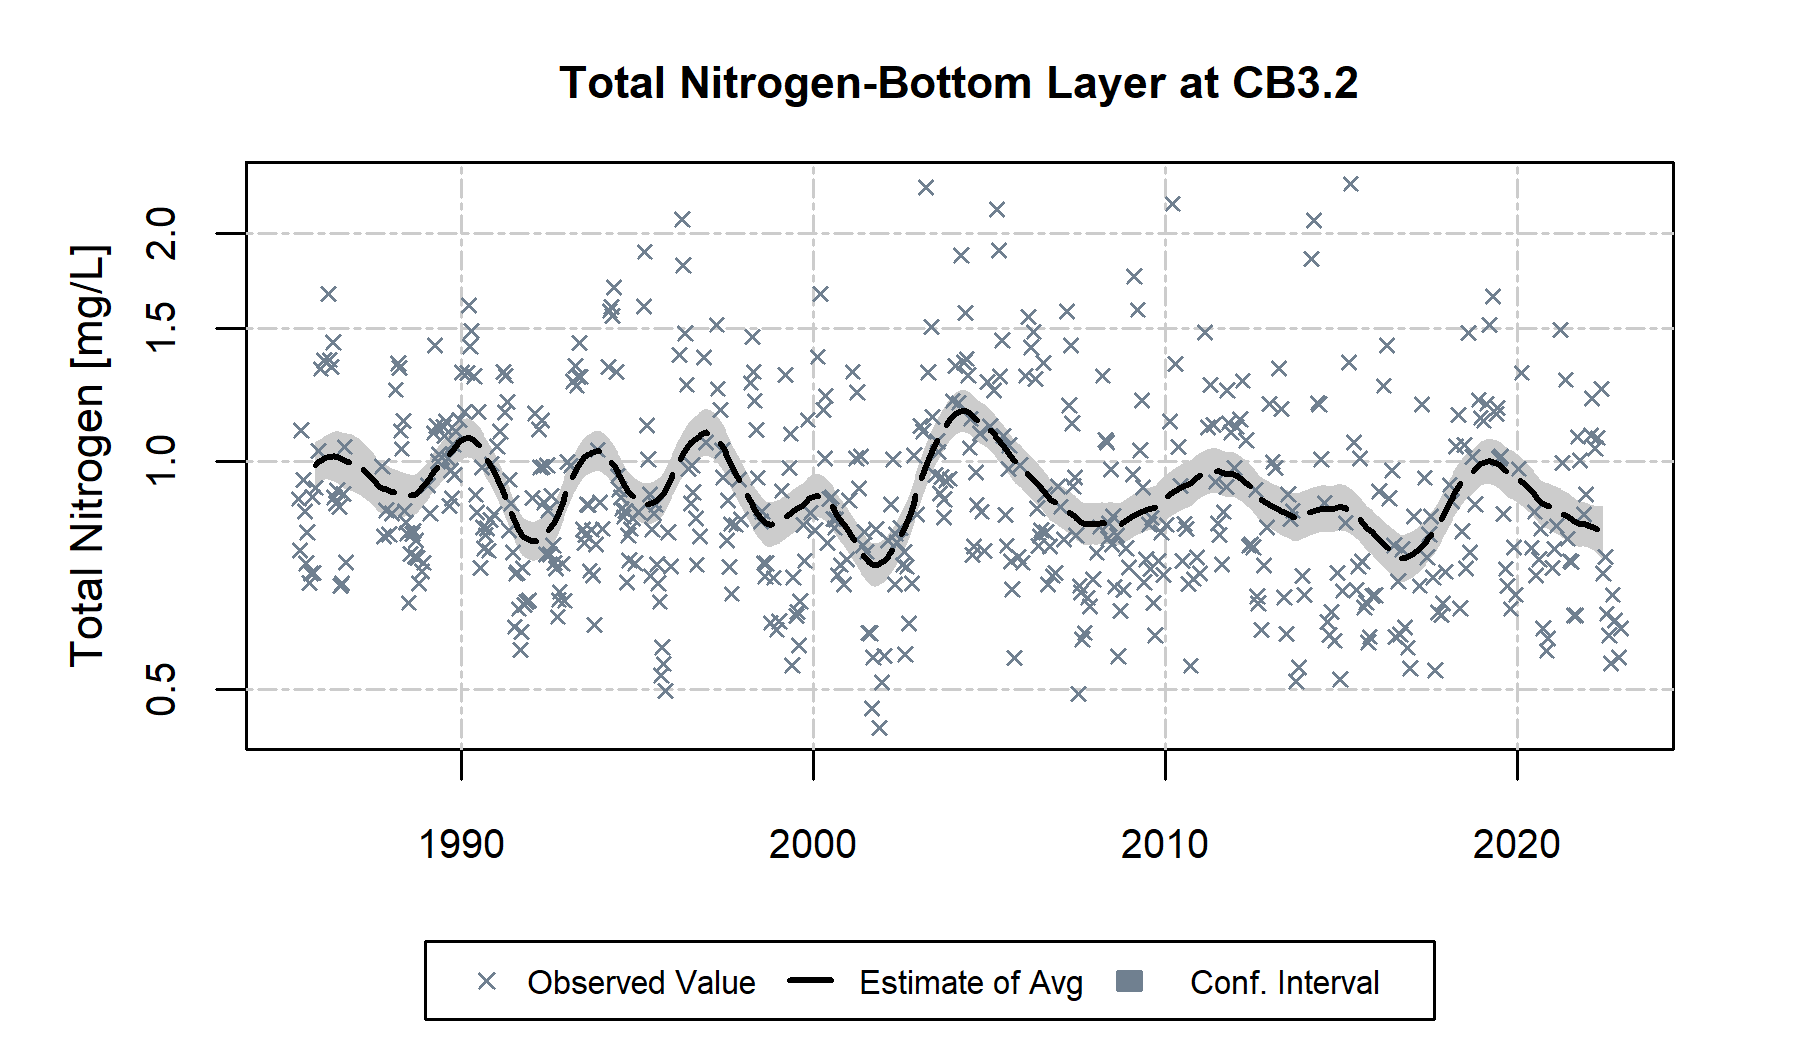 Total Nitrogen-Bottom Layer at CB3.2
Total Nitrogen [mg/L]
2.0
1.5
1.0
0.5
1990 2000 2010 2020
Observed Value Estimate of Avg Conf. Interval